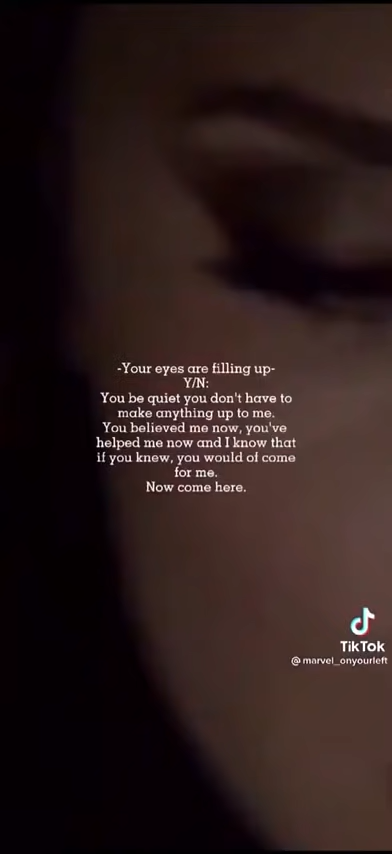 -Your eyes are filling up-
Y/N:
You be quiet you don't have to
make anything up to me.
You believed me now, you've
helped me now and I know that
if you knew, you would of come
for me.
Now come here.
TikTok
@marvel_onyourleft